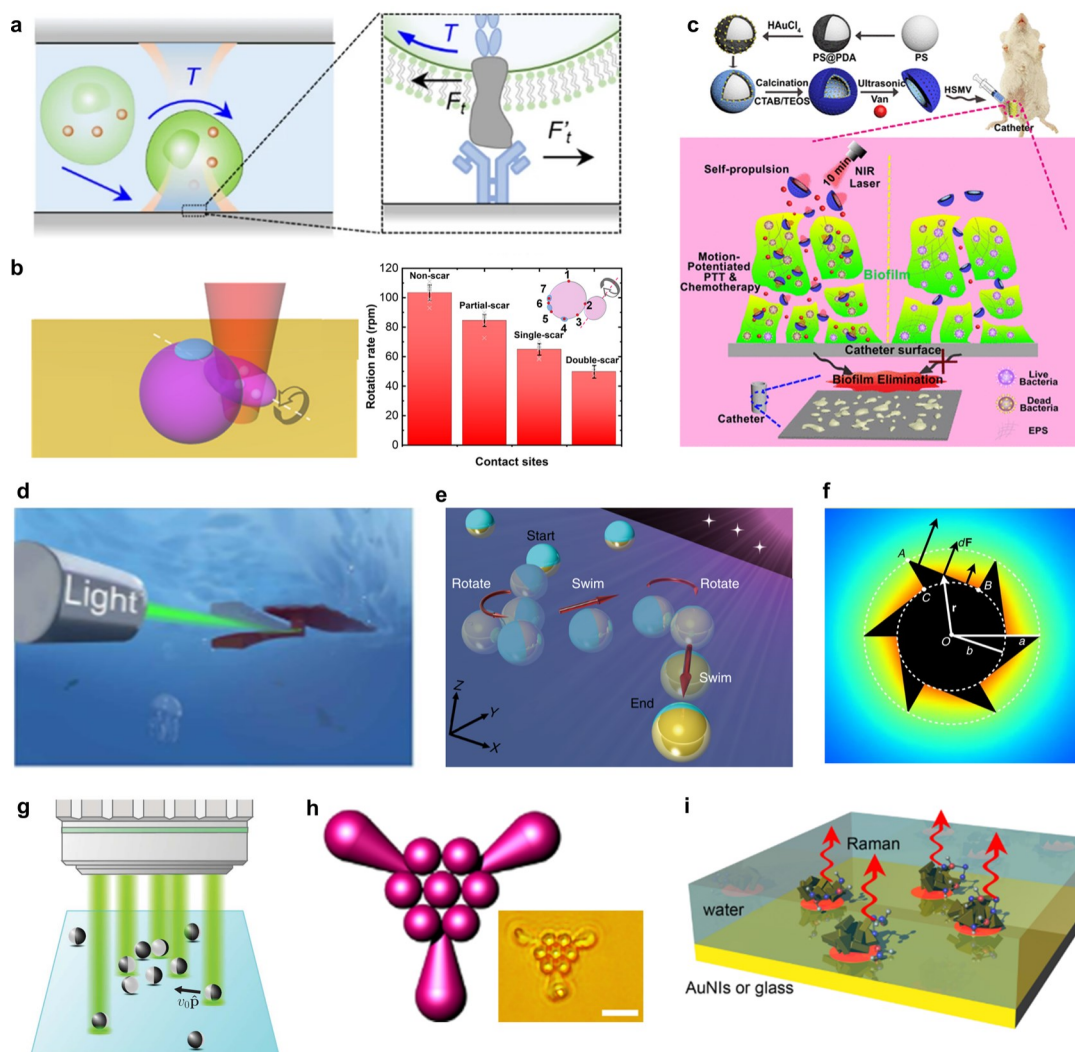 a
T
T
Fₜ
F'ₜ
b
Rotation rate (rpm)
120
100
80
60
40
20
0
Non-scar
Partial-scar
Single-scar
Double-scar
1
7
6
5
4
3
2
Contact sites
c
HAuCl₄
PS@PDA
PS
Calcination
CTAB/TEOS
Ultrasonic
Van
HSMV
Catheter
Self-propulsion
10 min
NIR
Laser
Motion-
Potentiated
PTT &
Chemotherapy
Biofilm
Catheter surface
Biofilm Elimination
Catheter
Live
Bacteria
Dead
Bacteria
EPS
d
Light
e
Start
Rotate
Swim
Rotate
Swim
End
Z
Y
X
f
A
dF
B
C
r
O
a
b
g
v₀p̂
h
i
Raman
water
AuNIs or glass